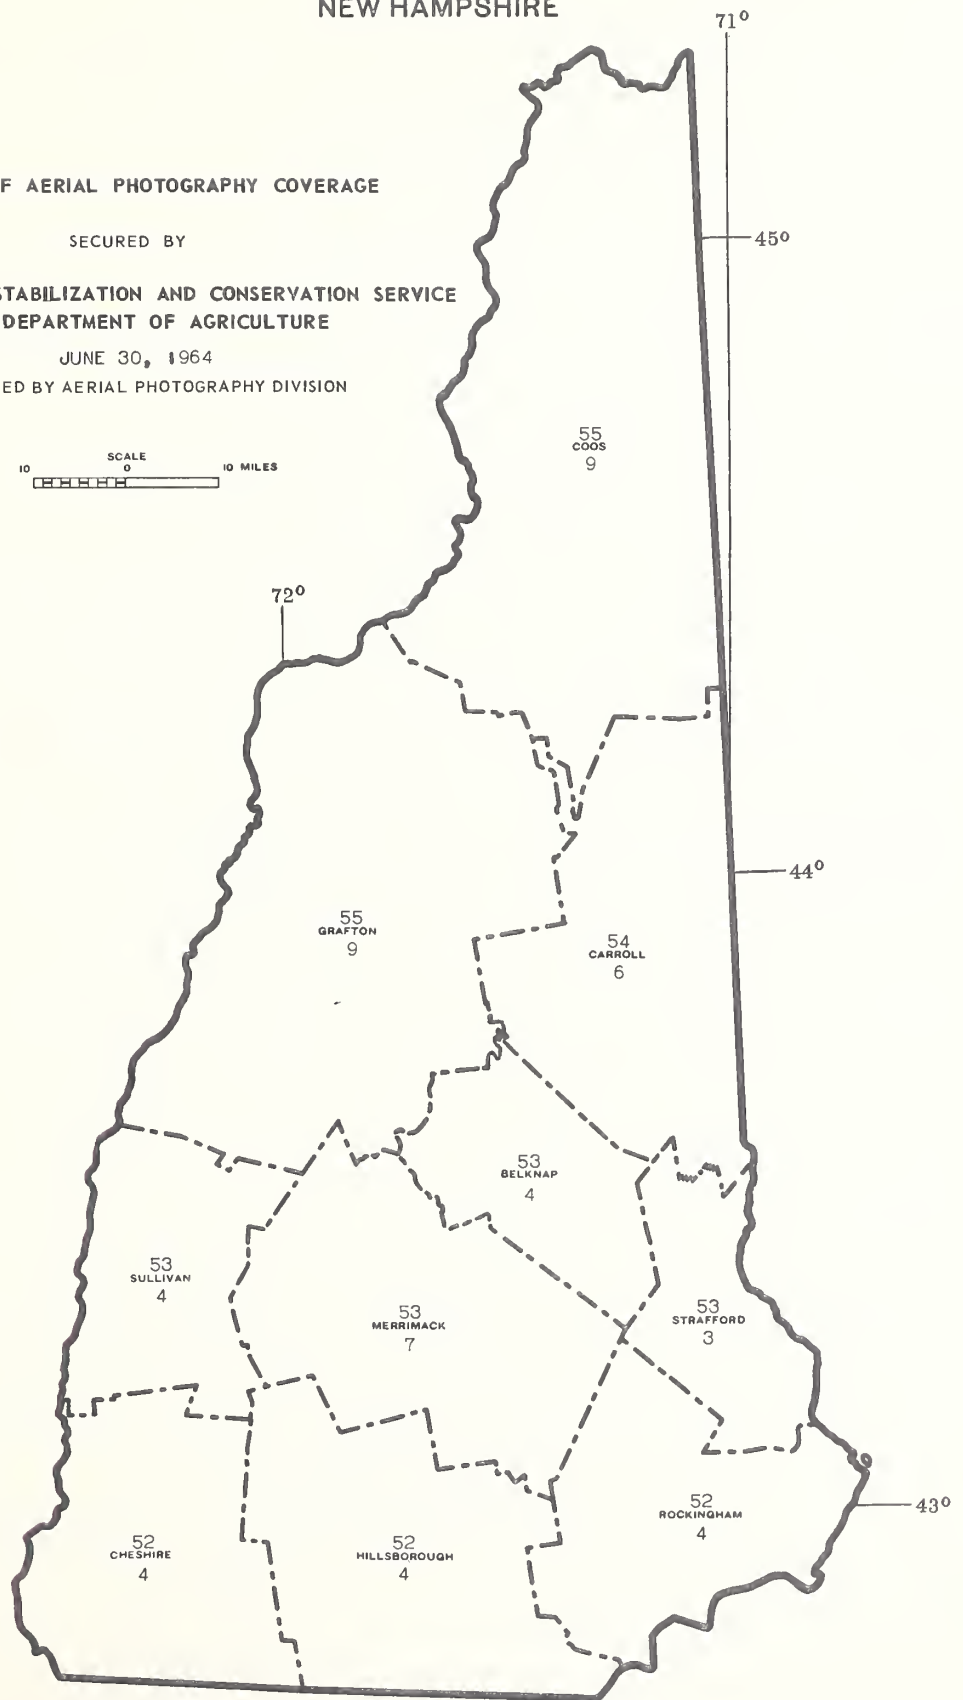 NEW HAMPSHIRE
71°
F AERIAL PHOTOGRAPHY COVERAGE
45°
SECURED BY
STABILIZATION AND CONSERVATION SERVICE
DEPARTMENT OF AGRICULTURE
JUNE 30, 1964
ED BY AERIAL PHOTOGRAPHY DIVISION
55
COOS
9
SCALE
10 0 10 MILES
72°
44°
55
GRAFTON
9
54
CARROLL
6
53
BELKNAP
4
53
SULLIVAN
4
53
MERRIMACK
7
53
STRAFFORD
3
52
ROCKINGHAM
4
43°
52
CHESHIRE
4
52
HILLSBOROUGH
4